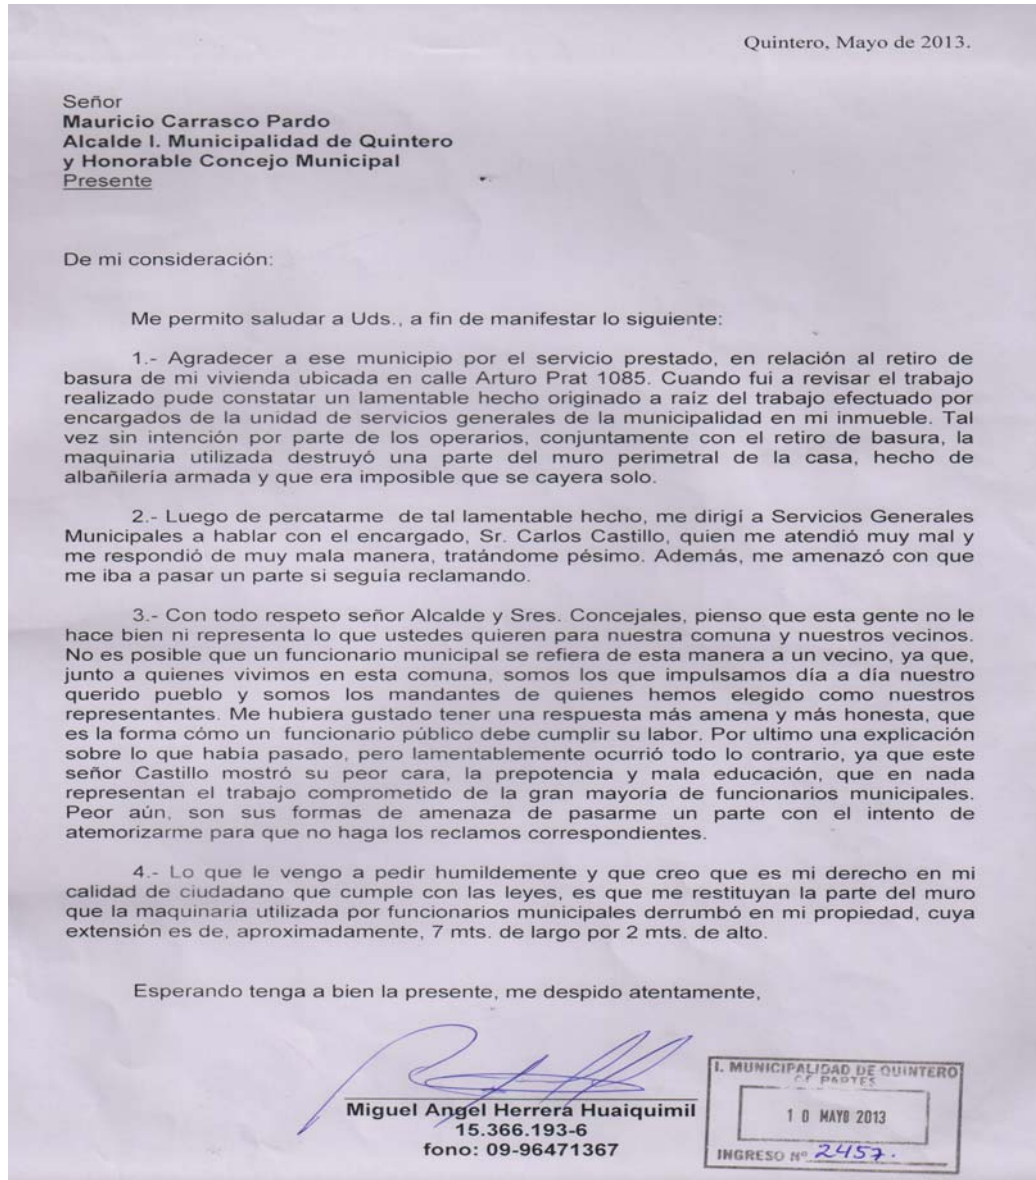 Quintero, Mayo de 2013.
Señor
Mauricio Carrasco Pardo
Alcalde I. Municipalidad de Quintero
y Honorable Concejo Municipal
Presente
De mi consideración:
Me permito saludar a Uds., a fin de manifestar lo siguiente:
1.- Agradecer a ese municipio por el servicio prestado, en relación al retiro de
basura de mi vivienda ubicada en calle Arturo Prat 1085. Cuando fui a revisar el trabajo
realizado pude constatar un lamentable hecho originado a raíz del trabajo efectuado por
encargados de la unidad de servicios generales de la municipalidad en mi inmueble. Tal
vez sin intención por parte de los operarios, conjuntamente con el retiro de basura, la
maquinaria utilizada destruyó una parte del muro perimetral de la casa, hecho de
albañilería armada y que era imposible que se cayera solo.
2.- Luego de percatarme de tal lamentable hecho, me dirigí a Servicios Generales
Municipales a hablar con el encargado, Sr. Carlos Castillo, quien me atendió muy mal y
me respondió de muy mala manera, tratándome pésimo. Además, me amenazó con que
me iba a pasar un parte si seguía reclamando.
3.- Con todo respeto señor Alcalde y Sres. Concejales, pienso que esta gente no le
hace bien ni representa lo que ustedes quieren para nuestra comuna y nuestros vecinos.
No es posible que un funcionario municipal se refiera de esta manera a un vecino, ya que,
junto a quienes vivimos en esta comuna, somos los que impulsamos día a día nuestro
querido pueblo y somos los mandantes de quienes hemos elegido como nuestros
representantes. Me hubiera gustado tener una respuesta más amena y más honesta, que
es la forma cómo un funcionario público debe cumplir su labor. Por ultimo una explicación
sobre lo que había pasado, pero lamentablemente ocurrió todo lo contrario, ya que este
señor Castillo mostró su peor cara, la prepotencia y mala educación, que en nada
representan el trabajo comprometido de la gran mayoría de funcionarios municipales.
Peor aún, son sus formas de amenaza de pasarme un parte con el intento de
atemorizarme para que no haga los reclamos correspondientes.
4.- Lo que le vengo a pedir humildemente y que creo que es mi derecho en mi
calidad de ciudadano que cumple con las leyes, es que me restituyan la parte del muro
que la maquinaria utilizada por funcionarios municipales derrumbó en mi propiedad, cuya
extensión es de, aproximadamente, 7 mts. de largo por 2 mts. de alto.
Esperando tenga a bien la presente, me despido atentamente,
Miguel Angel Herrera Huaiquimil
15.366.193-6
fono: 09-96471367
I. MUNICIPALIDAD DE QUINTERO
OF PARTES
10 MAYO 2013
INGRESO Nº 2457.